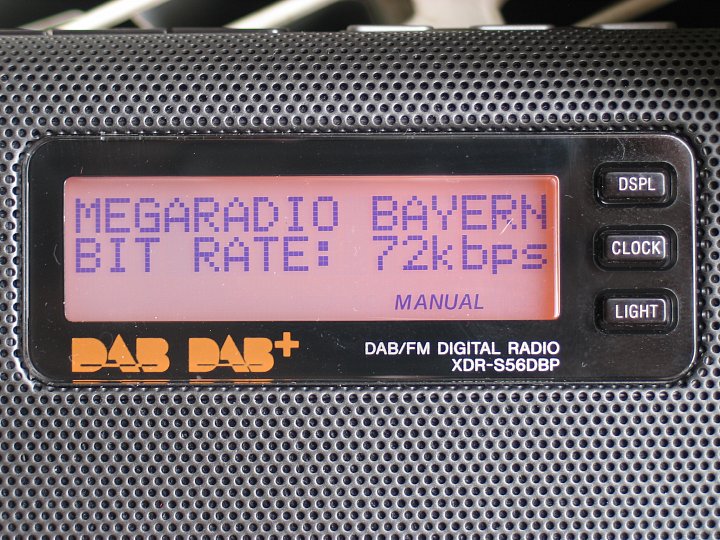 MEGARADIO BAYERN
BIT RATE: 72kbps
MANUAL
DAB DAB+
DAB/FM DIGITAL RADIO
XDR-S56DBP
DSPL
CLOCK
LIGHT